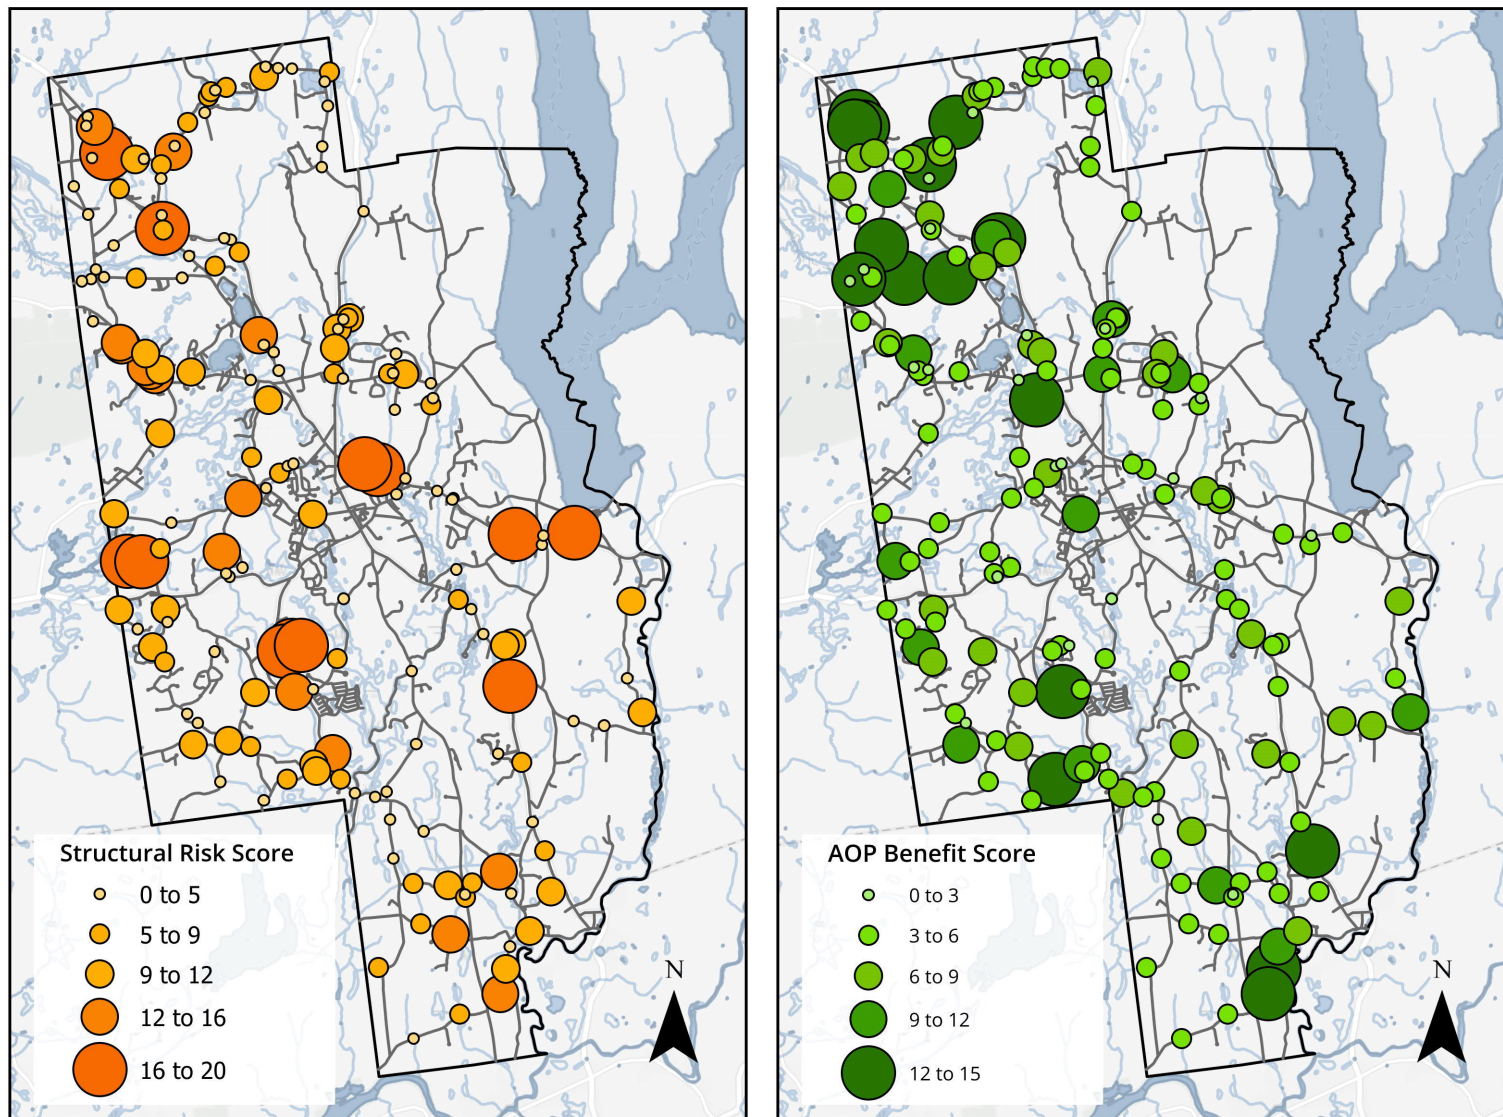 Structural Risk Score
0 to 5
5 to 9
9 to 12
12 to 16
16 to 20
N
AOP Benefit Score
0 to 3
3 to 6
6 to 9
9 to 12
12 to 15
N